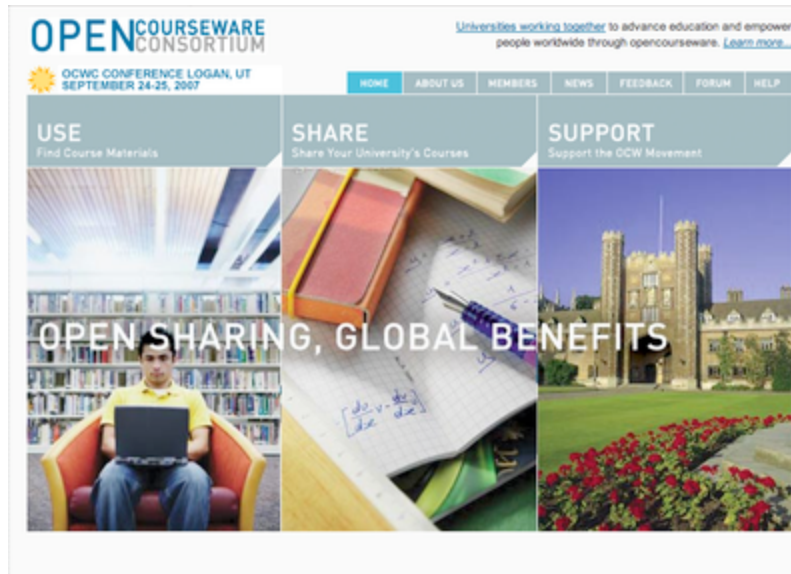 OPENCOURSEWARE
CONSORTIUM
Universities working together to advance education and empower
people worldwide through opencourseware. Learn more...
OCWC CONFERENCE LOGAN, UT
SEPTEMBER 24-25, 2007
HOME ABOUT US MEMBERS NEWS FEEDBACK FORUM HELP
USE
Find Course Materials
SHARE
Share Your University's Courses
SUPPORT
Support the OCW Movement
OPEN SHARING, GLOBAL BENEFITS